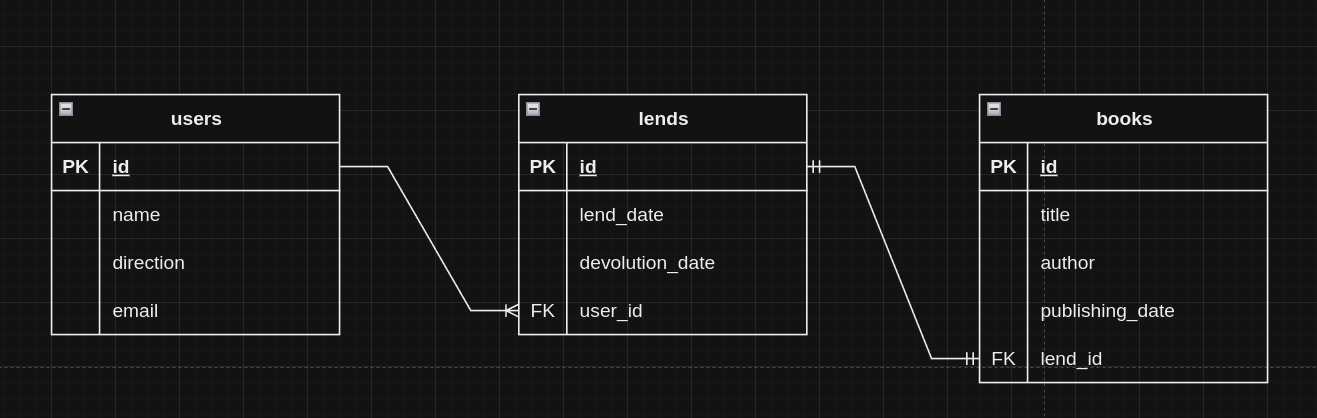 users
PK id
name
direction
email
lends
PK id
lend_date
devolution_date
FK user_id
books
PK id
title
author
publishing_date
FK lend_id